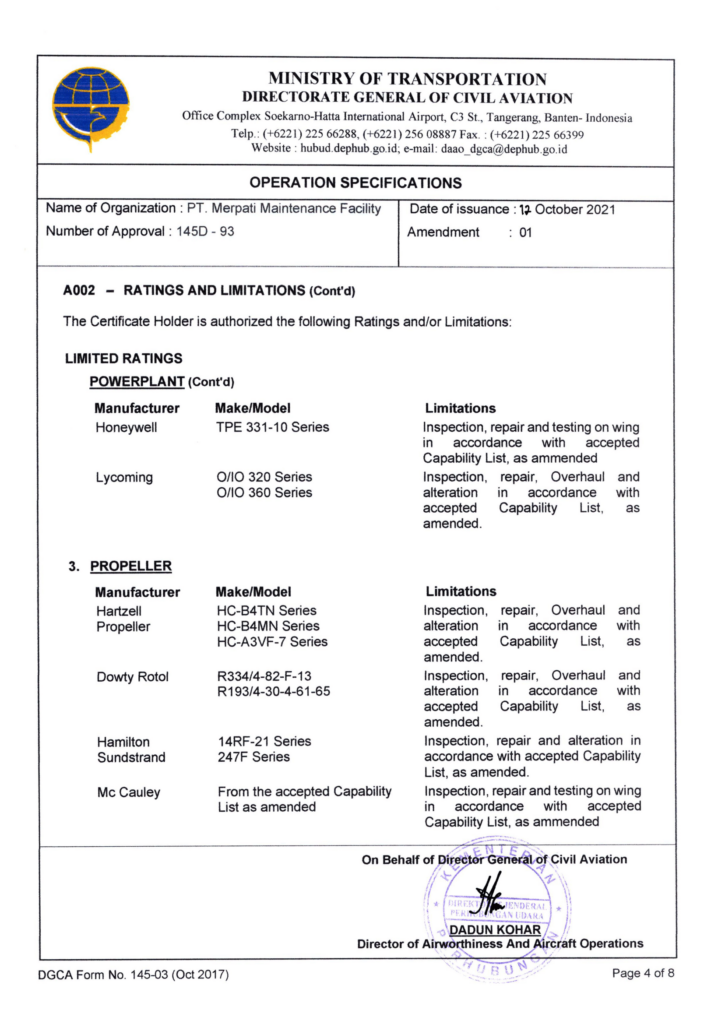 MINISTRY OF TRANSPORTATION
DIRECTORATE GENERAL OF CIVIL AVIATION
Office Complex Soekarno-Hatta International Airport, C3 St., Tangerang, Banten- Indonesia
Telp.: (+6221) 225 66288, (+6221) 256 08887 Fax. : (+6221) 225 66399
Website : hubud.dephub.go.id; e-mail: daao_dgca@dephub.go.id
OPERATION SPECIFICATIONS
Name of Organization : PT. Merpati Maintenance Facility
Number of Approval : 145D - 93
Date of issuance : 12 October 2021
Amendment : 01
A002 – RATINGS AND LIMITATIONS (Cont'd)
The Certificate Holder is authorized the following Ratings and/or Limitations:
LIMITED RATINGS
POWERPLANT (Cont'd)
Manufacturer Make/Model Limitations
Honeywell TPE 331-10 Series Inspection, repair and testing on wing
in accordance with accepted
Capability List, as ammended
Lycoming O/IO 320 Series Inspection, repair, Overhaul and
O/IO 360 Series alteration in accordance with
accepted Capability List, as
amended.
3. PROPELLER
Manufacturer Make/Model Limitations
Hartzell HC-B4TN Series Inspection, repair, Overhaul and
Propeller HC-B4MN Series alteration in accordance with
HC-A3VF-7 Series accepted Capability List, as
amended.
Dowty Rotol R334/4-82-F-13 Inspection, repair, Overhaul and
R193/4-30-4-61-65 alteration in accordance with
accepted Capability List, as
amended.
Hamilton 14RF-21 Series Inspection, repair and alteration in
Sundstrand 247F Series accordance with accepted Capability
List, as amended.
Mc Cauley From the accepted Capability Inspection, repair and testing on wing
List as amended in accordance with accepted
Capability List, as ammended
On Behalf of Director General of Civil Aviation
KEMENTERIAN
DIREKT JENDERAL
PERHUBUNGAN UDARA
PERHUBUNGAN
DADUN KOHAR
Director of Airworthiness And Aircraft Operations
DGCA Form No. 145-03 (Oct 2017)
Page 4 of 8